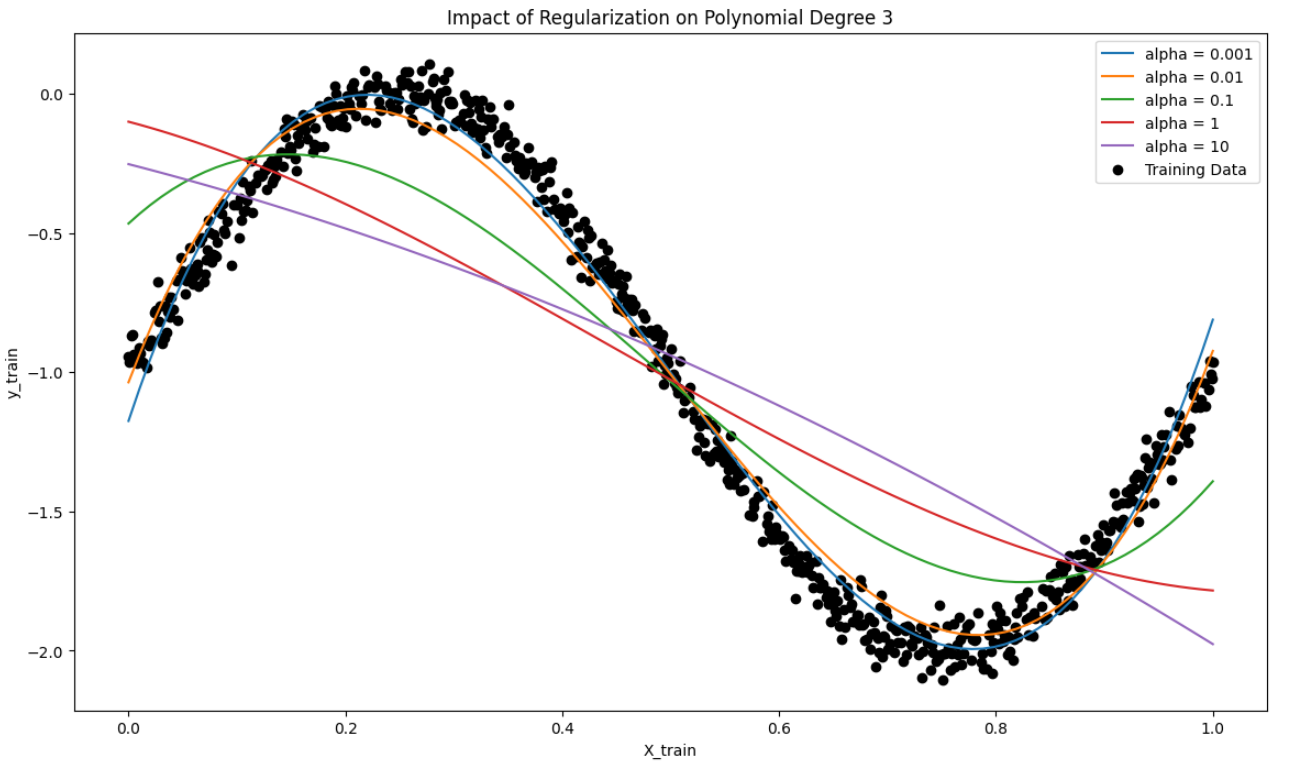 Impact of Regularization on Polynomial Degree 3
alpha = 0.001
alpha = 0.01
alpha = 0.1
alpha = 1
alpha = 10
Training Data
y_train
0.0
−0.5
−1.0
−1.5
−2.0
0.0 0.2 0.4 0.6 0.8 1.0
X_train